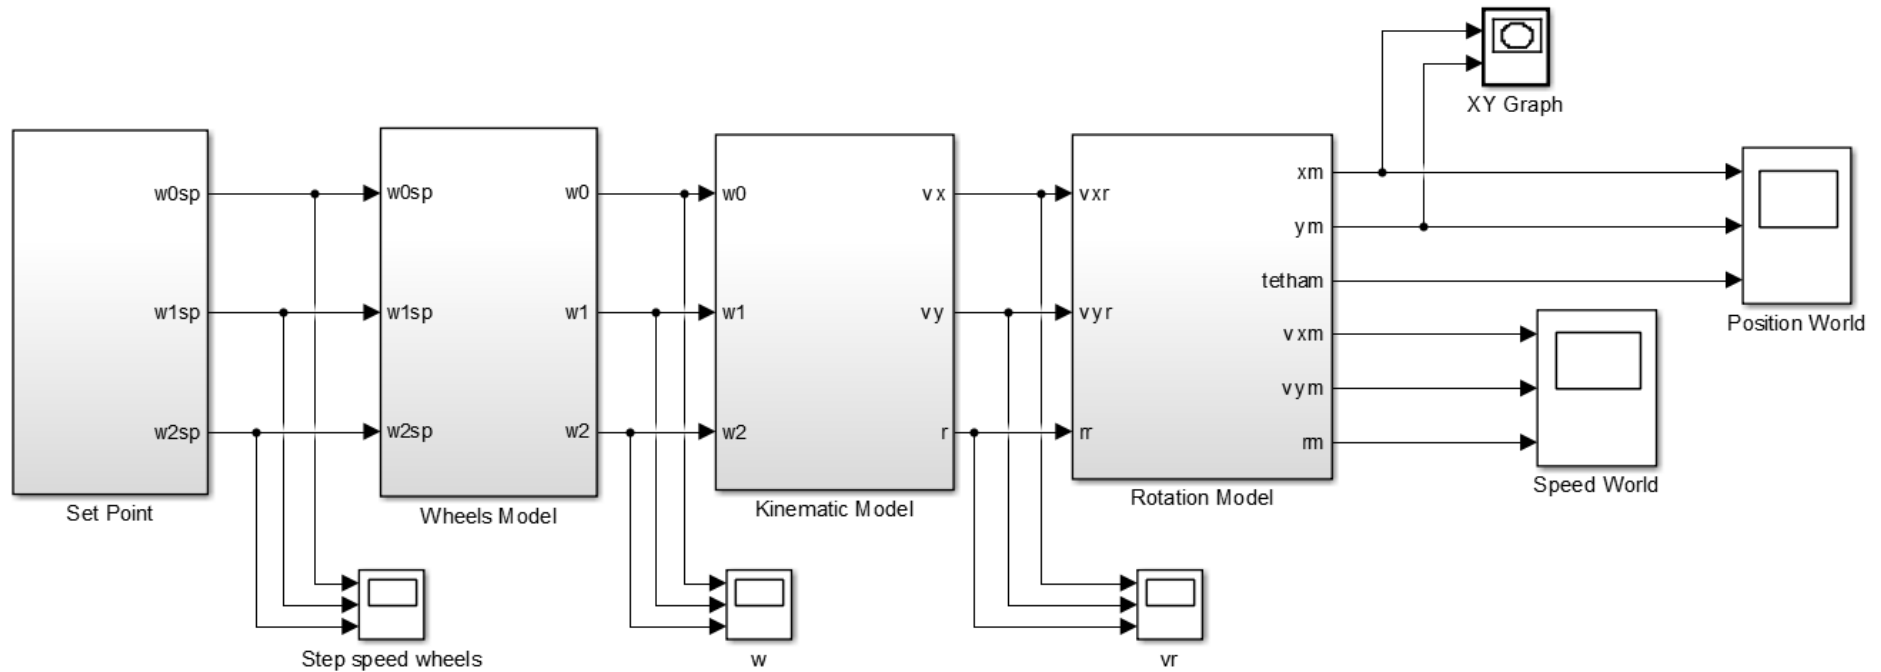 XY Graph
w0sp
w1sp
w2sp
Set Point
w0sp
w1sp
w2sp
w0
w1
w2
Wheels Model
w0
w1
w2
vx
vy
r
Kinematic Model
vxr
vyr
rr
xm
ym
tetham
vxm
vym
rm
Rotation Model
Position World
Speed World
Step speed wheels
w
vr